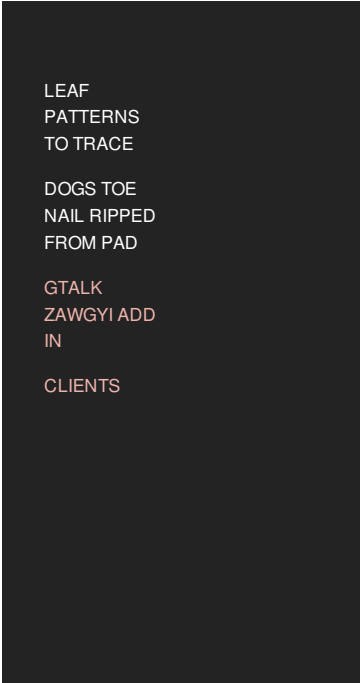 LEAF
PATTERNS
TO TRACE
DOGS TOE
NAIL RIPPED
FROM PAD
GTALK
ZAWGYI ADD
IN
CLIENTS